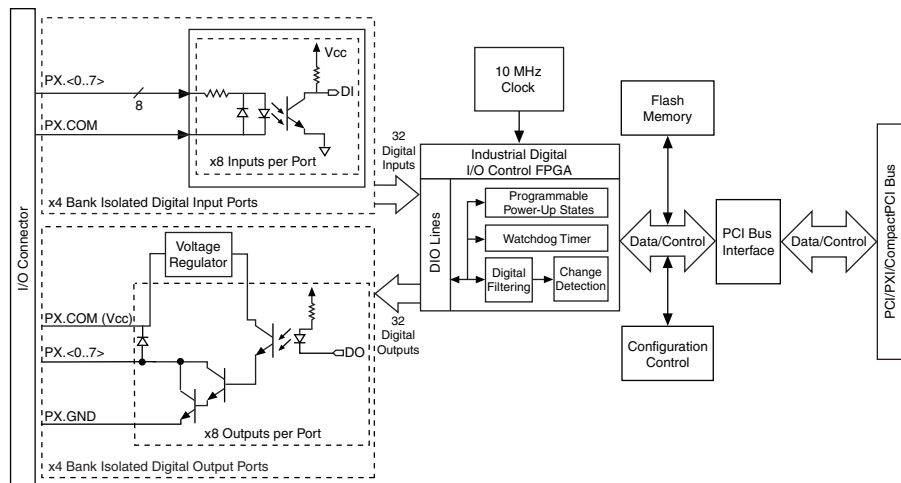 I/O Connector
PX.<0..7>
8
PX.COM
Vcc
DI
x8 Inputs per Port
x4 Bank Isolated Digital Input Ports
32
Digital
Inputs
Voltage
Regulator
PX.COM (Vcc)
PX.<0..7>
PX.GND
DO
x8 Outputs per Port
x4 Bank Isolated Digital Output Ports
32
Digital
Outputs
10 MHz
Clock
Industrial Digital
I/O Control FPGA
DIO Lines
Programmable
Power-Up States
Watchdog Timer
Digital
Filtering
Change
Detection
Flash
Memory
Data/Control
Configuration
Control
PCI Bus
Interface
Data/Control
PCI/PXI/CompactPCI Bus